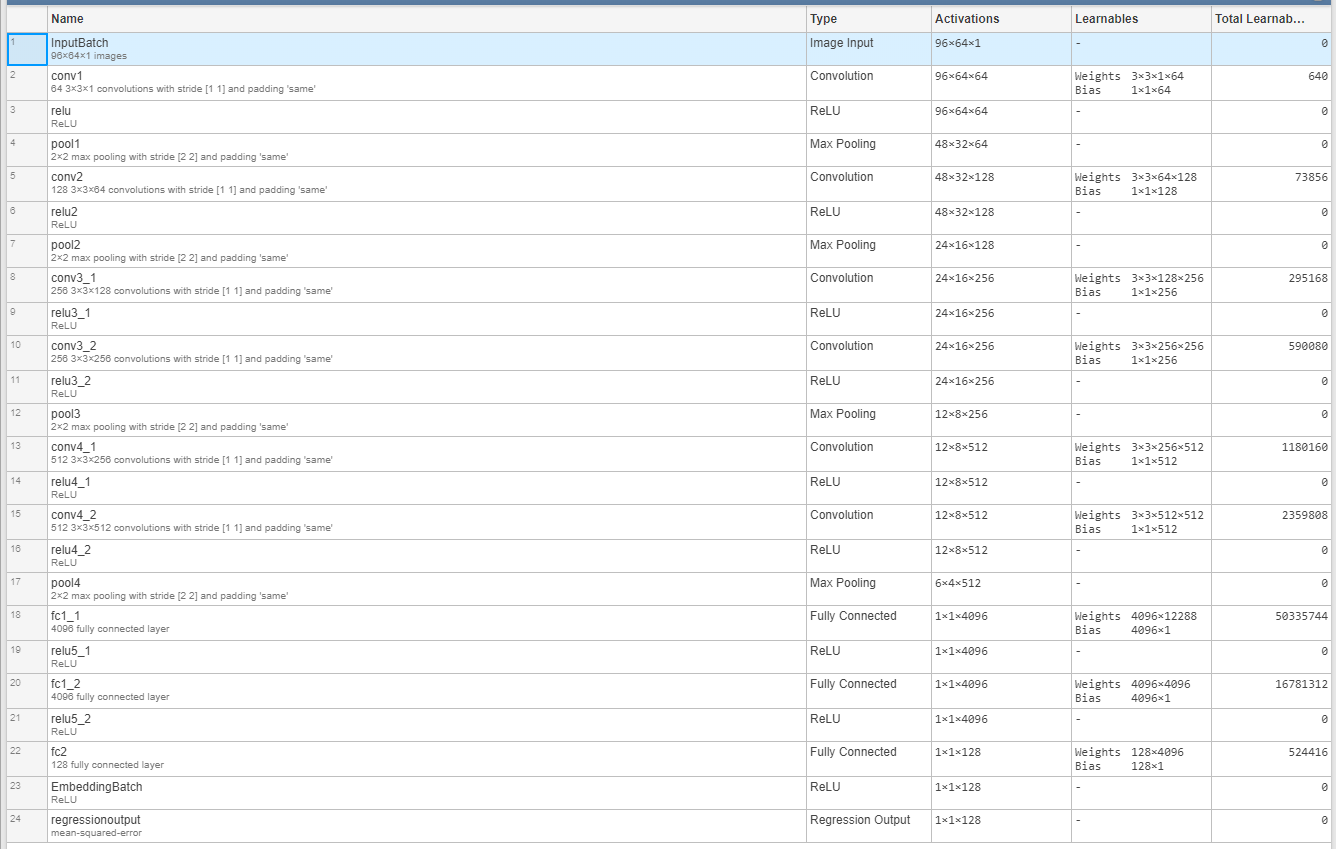 Name Type Activations Learnables Total Learnab...
1 InputBatch Image Input 96×64×1 - 0
96×64×1 images
2 conv1 Convolution 96×64×64 Weights 3×3×1×64 640
64 3×3×1 convolutions with stride [1 1] and padding 'same' Bias 1×1×64
3 relu ReLU 96×64×64 - 0
ReLU
4 pool1 Max Pooling 48×32×64 - 0
2×2 max pooling with stride [2 2] and padding 'same'
5 conv2 Convolution 48×32×128 Weights 3×3×64×128 73856
128 3×3×64 convolutions with stride [1 1] and padding 'same' Bias 1×1×128
6 relu2 ReLU 48×32×128 - 0
ReLU
7 pool2 Max Pooling 24×16×128 - 0
2×2 max pooling with stride [2 2] and padding 'same'
8 conv3_1 Convolution 24×16×256 Weights 3×3×128×256 295168
256 3×3×128 convolutions with stride [1 1] and padding 'same' Bias 1×1×256
9 relu3_1 ReLU 24×16×256 - 0
ReLU
10 conv3_2 Convolution 24×16×256 Weights 3×3×256×256 590080
256 3×3×256 convolutions with stride [1 1] and padding 'same' Bias 1×1×256
11 relu3_2 ReLU 24×16×256 - 0
ReLU
12 pool3 Max Pooling 12×8×256 - 0
2×2 max pooling with stride [2 2] and padding 'same'
13 conv4_1 Convolution 12×8×512 Weights 3×3×256×512 1180160
512 3×3×256 convolutions with stride [1 1] and padding 'same' Bias 1×1×512
14 relu4_1 ReLU 12×8×512 - 0
ReLU
15 conv4_2 Convolution 12×8×512 Weights 3×3×512×512 2359808
512 3×3×512 convolutions with stride [1 1] and padding 'same' Bias 1×1×512
16 relu4_2 ReLU 12×8×512 - 0
ReLU
17 pool4 Max Pooling 6×4×512 - 0
2×2 max pooling with stride [2 2] and padding 'same'
18 fc1_1 Fully Connected 1×1×4096 Weights 4096×12288 50335744
4096 fully connected layer Bias 4096×1
19 relu5_1 ReLU 1×1×4096 - 0
ReLU
20 fc1_2 Fully Connected 1×1×4096 Weights 4096×4096 16781312
4096 fully connected layer Bias 4096×1
21 relu5_2 ReLU 1×1×4096 - 0
ReLU
22 fc2 Fully Connected 1×1×128 Weights 128×4096 524416
128 fully connected layer Bias 128×1
23 EmbeddingBatch ReLU 1×1×128 - 0
ReLU
24 regressionoutput Regression Output 1×1×128 - 0
mean-squared-error